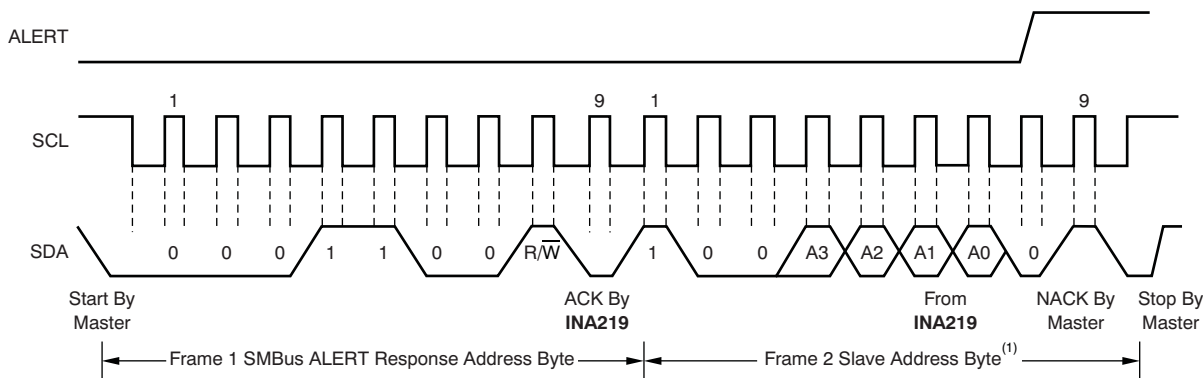 ALERT
1 9 1 9
SCL
SDA
0 0 0 1 1 0 0 R/W 1 0 0 A3 A2 A1 A0 0
Start By
Master
ACK By
INA219
From
INA219
NACK By
Master
Stop By
Master
Frame 1 SMBus ALERT Response Address Byte
Frame 2 Slave Address Byte(1)